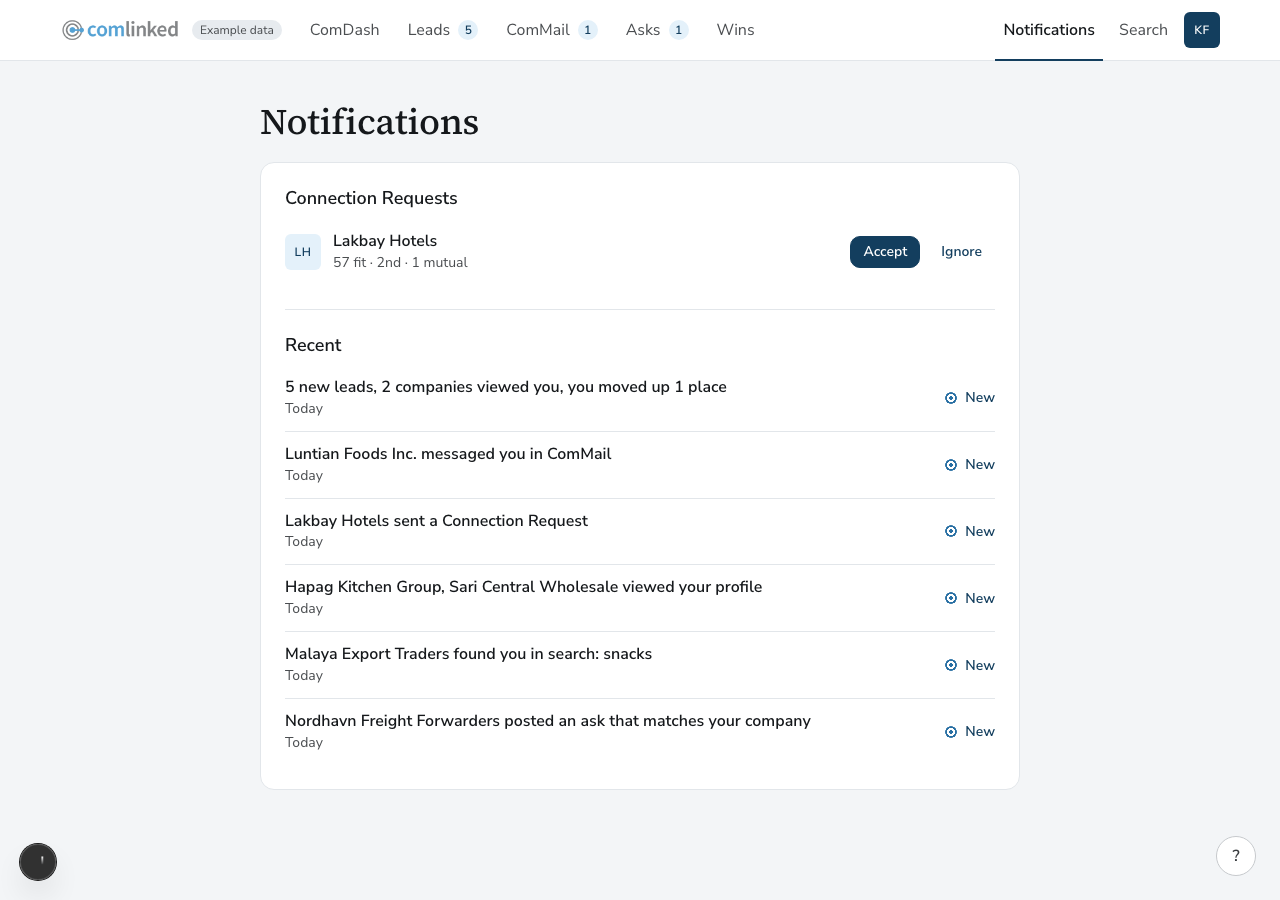 comlinked
Example data
ComDash
Leads 5
ComMail 1
Asks 1
Wins
Notifications
Search
KF
Notifications
Connection Requests
LH
Lakbay Hotels
57 fit · 2nd · 1 mutual
Accept
Ignore
Recent
5 new leads, 2 companies viewed you, you moved up 1 place
Today
New
Luntian Foods Inc. messaged you in ComMail
Today
New
Lakbay Hotels sent a Connection Request
Today
New
Hapag Kitchen Group, Sari Central Wholesale viewed your profile
Today
New
Malaya Export Traders found you in search: snacks
Today
New
Nordhavn Freight Forwarders posted an ask that matches your company
Today
New
?